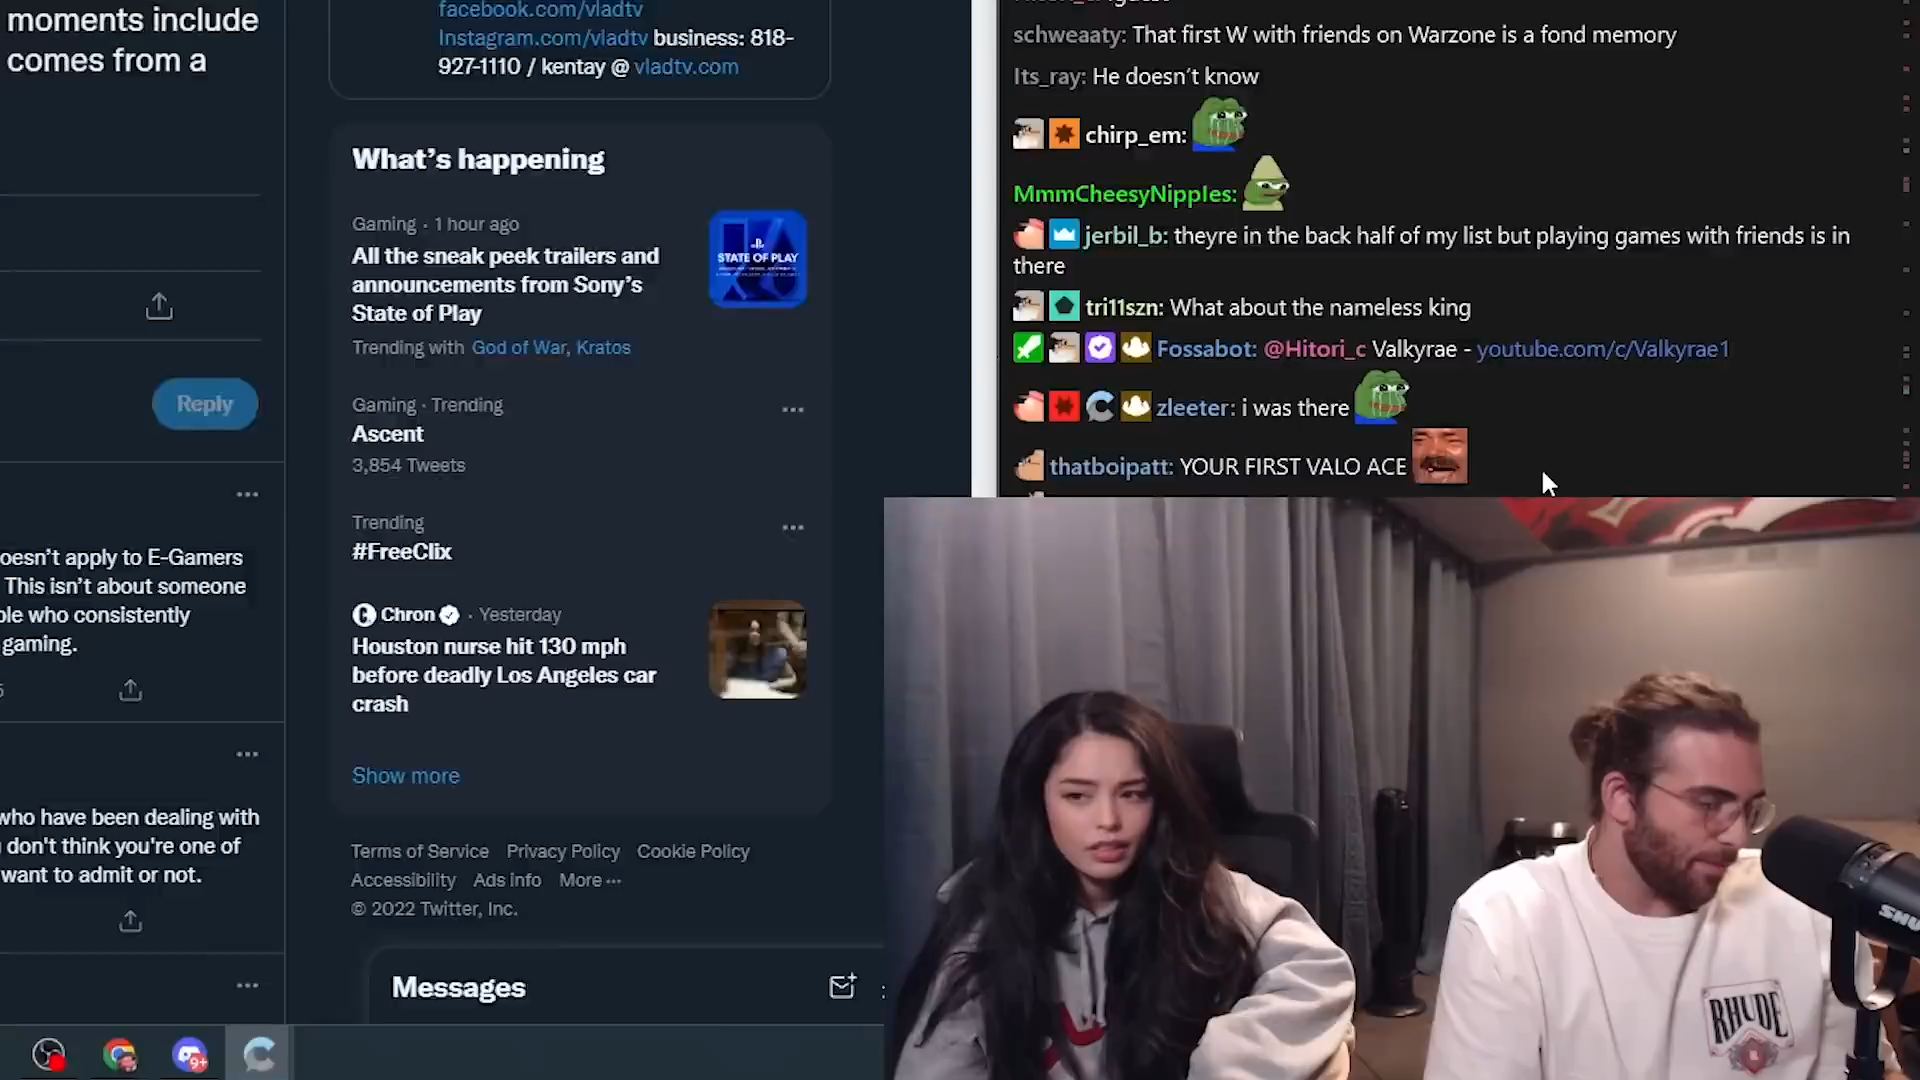 moments include
comes from a
Reply
oesn't apply to E-Gamers
This isn't about someone
ple who consistently
gaming.
who have been dealing with
don't think you're one of
want to admit or not.
facebook.com/vladtv
Instagram.com/vladtv business: 818-
927-1110 / kentay @ vladtv.com
What's happening
Gaming · 1 hour ago
All the sneak peek trailers and
announcements from Sony's
State of Play
Trending with God of War, Kratos
STATE OF PLAY
Gaming · Trending
Ascent
3,854 Tweets
Trending
#FreeClix
Chron · Yesterday
Houston nurse hit 130 mph
before deadly Los Angeles car
crash
Show more
Terms of Service Privacy Policy Cookie Policy
Accessibility Ads info More ···
© 2022 Twitter, Inc.
Messages
9+
schweaaty: That first W with friends on Warzone is a fond memory
Its_ray: He doesn't know
chirp_em:
MmmCheesyNipples:
jerbil_b: theyre in the back half of my list but playing games with friends is in
there
tri11szn: What about the nameless king
Fossabot: @Hitori_c Valkyrae - youtube.com/c/Valkyrae1
zleeter: i was there
thatboipatt: YOUR FIRST VALO ACE
RHUDE